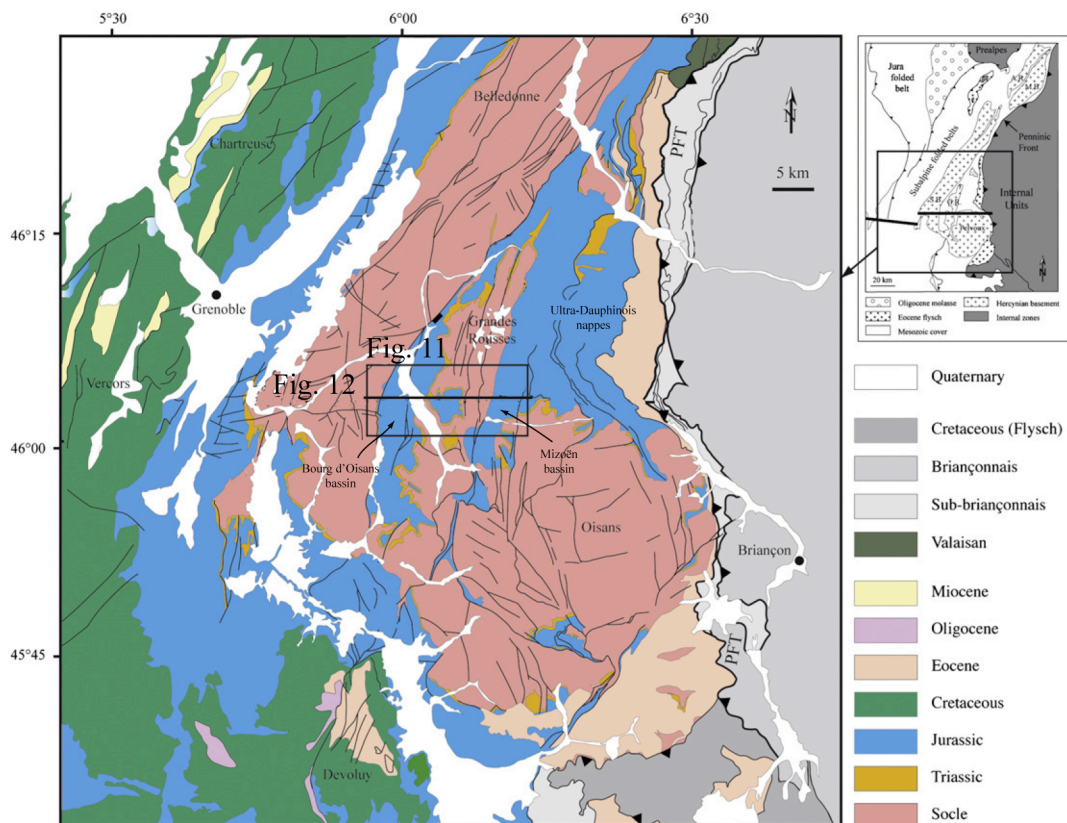 5°30
6°00
6°30
46°15
46°00
45°45
Belledonne
Chartreuse
PFT
N
5 km
Grenoble
Grandes
Rousses
Ultra-Dauphinois
nappes
Fig. 11
Fig. 12
Vercors
Bourg d'Oisans
bassin
Mizoën
bassin
Oisans
Briançon
PFT
Devoluy
Prealpes
Jura
folded
belt
A.R.
M.B.
Penninic
Front
Subalpine folded belts
Internal
Units
G.R.
Pelvoux
N
20 km
Oligocene molasse
Hercynian basement
Eocene flysch
Internal zones
Mesozoic cover
Quaternary
Cretaceous (Flysch)
Briançonnais
Sub-briançonnais
Valaisan
Miocene
Oligocene
Eocene
Cretaceous
Jurassic
Triassic
Socle